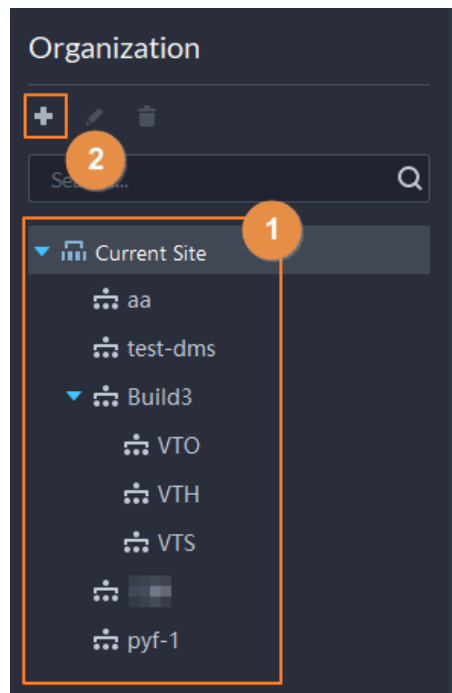 Organization
2
1
Current Site
aa
test-dms
Build3
VTO
VTH
VTS
pyf-1